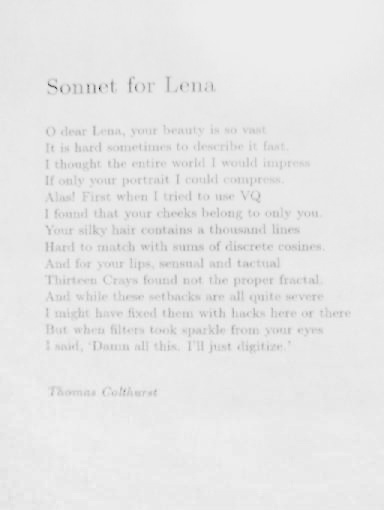 Sonnet for Lena
O dear Lena, your beauty is so vast
It is hard sometimes to describe it fast.
I thought the entire world I would impress
If only your portrait I could compress.
Alas! First when I tried to use VQ
I found that your cheeks belong to only you.
Your silky hair contains a thousand lines
Hard to match with sums of discrete cosines.
And for your lips, sensual and tactual
Thirteen Crays found not the proper fractal.
And while these setbacks are all quite severe
I might have fixed them with hacks here or there
But when filters took sparkle from your eyes
I said, 'Damn all this. I'll just digitize.'
Thomas Colthurst